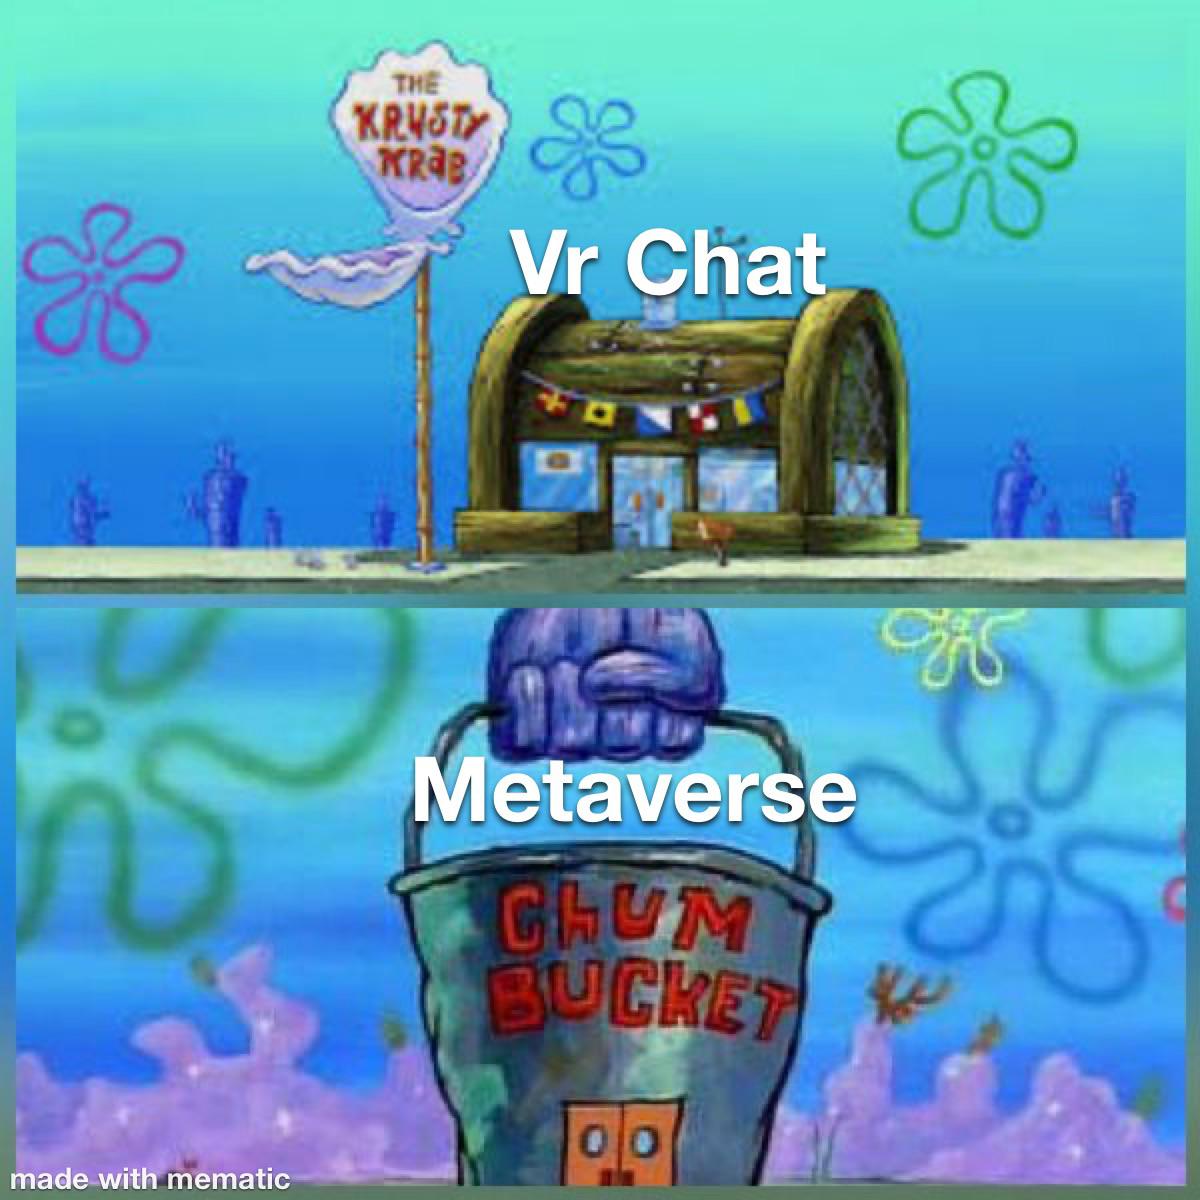 THE
KRUSTY
KRAB
Vr Chat
Metaverse
CHUM
BUCKET
made with mematic